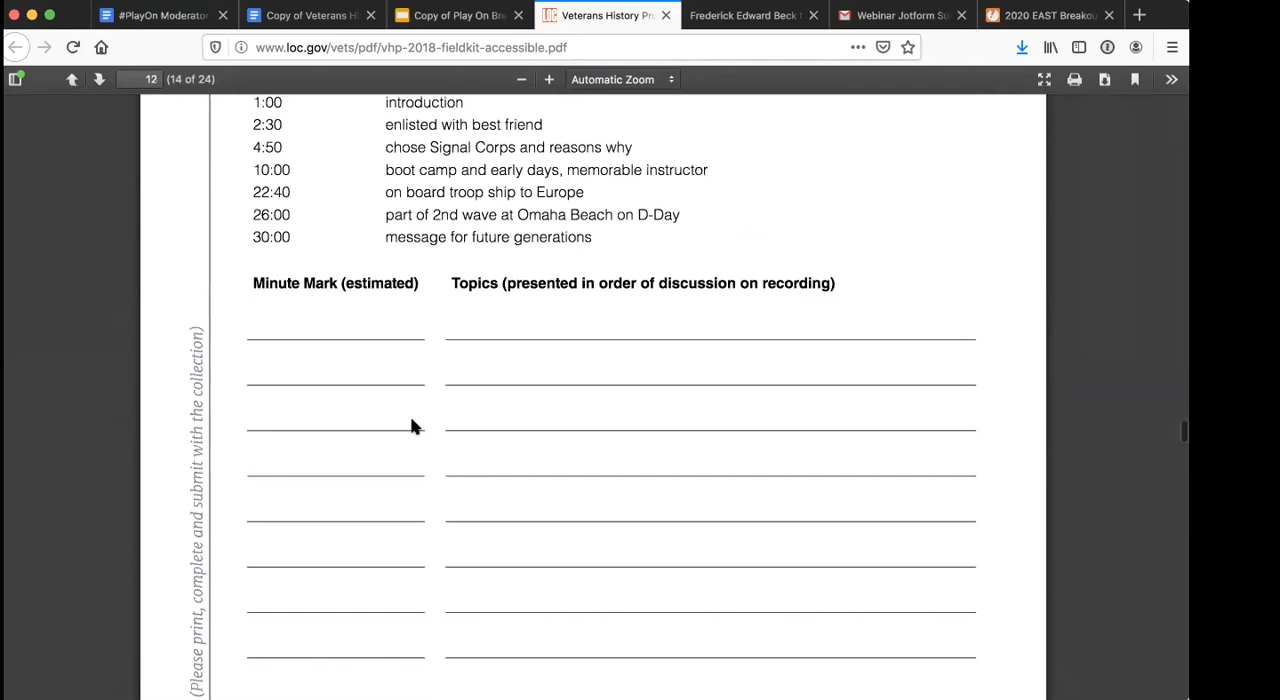 #PlayOn Moderato
Copy of Veterans Hi
Copy of Play On Bre
Veterans History Pro
Frederick Edward Beck C
Webinar Jotform Su
2020 EAST Breakou
www.loc.gov/vets/pdf/vhp-2018-fieldkit-accessible.pdf
12 (14 of 24)
Automatic Zoom
1:00 introduction
2:30 enlisted with best friend
4:50 chose Signal Corps and reasons why
10:00 boot camp and early days, memorable instructor
22:40 on board troop ship to Europe
26:00 part of 2nd wave at Omaha Beach on D-Day
30:00 message for future generations
Minute Mark (estimated) Topics (presented in order of discussion on recording)
(Please print, complete and submit with the collection)